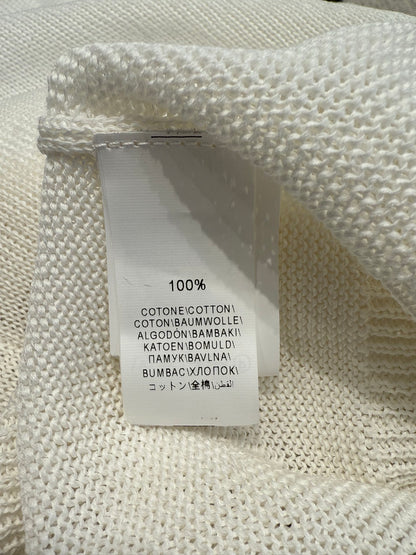 100%
COTONE\COTTON\
COTON\BAUMWOLLE\
ALGODÓN\BAMBAKI\
KATOEN\BOMULD\
ПАМУК\BAVLNA\
BUMBAC\ХЛОПОК\
コットン\全棉\القطن\